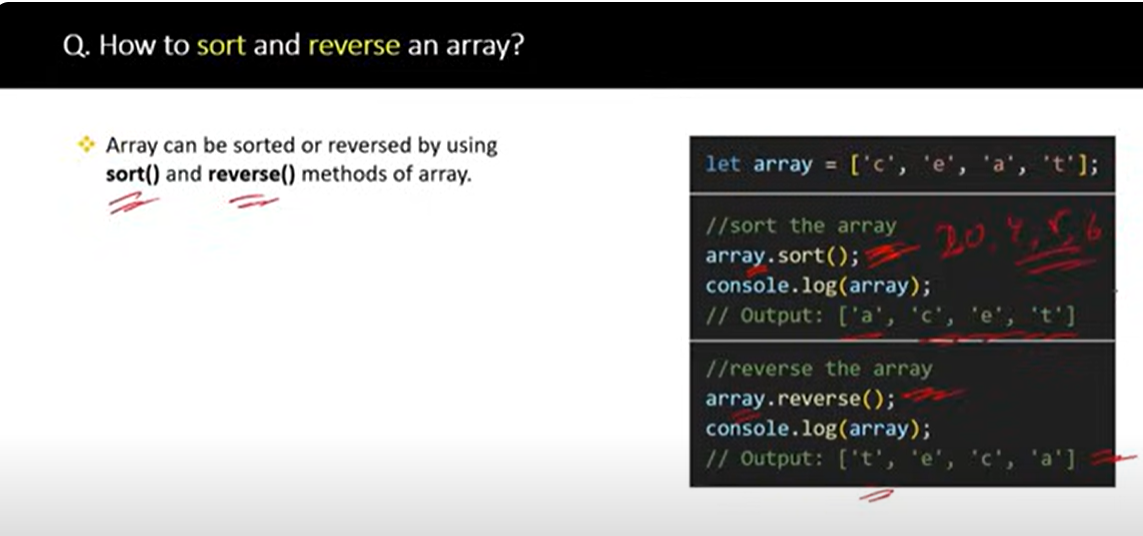 Q. How to sort and reverse an array?
Array can be sorted or reversed by using
sort() and reverse() methods of array.
let array = ['c', 'e', 'a', 't'];
//sort the array
array.sort();
console.log(array);
// Output: ['a', 'c', 'e', 't']
//reverse the array
array.reverse();
console.log(array);
// Output: ['t', 'e', 'c', 'a']